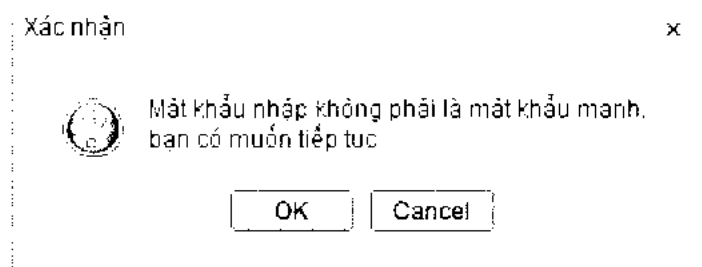 Xác nhận
×
Mật khẩu nhập không phải là mật khẩu mạnh,
bạn có muốn tiếp tục
OK
Cancel